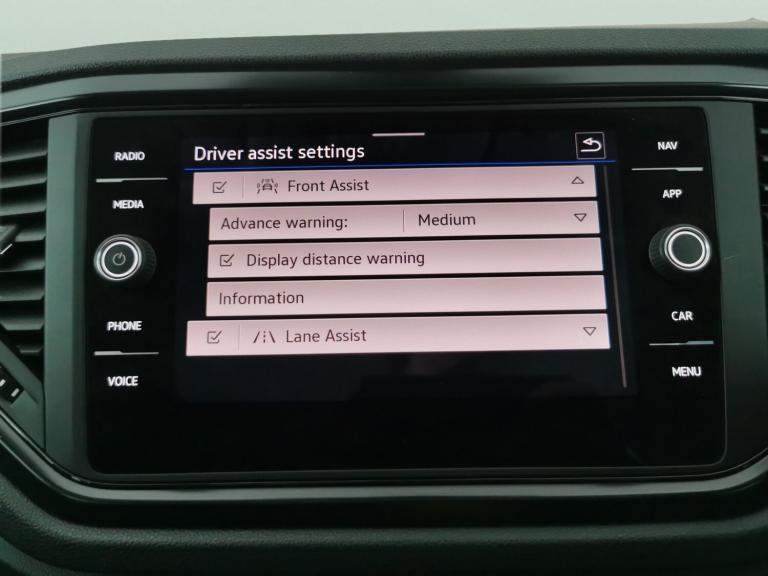 RADIO
MEDIA
PHONE
VOICE
Driver assist settings
Front Assist
Advance warning: Medium
Display distance warning
Information
Lane Assist
NAV
APP
CAR
MENU